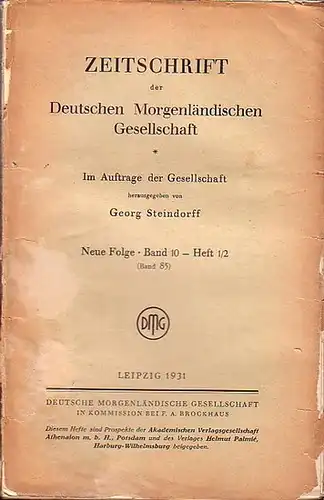 ZEITSCHRIFT
der
Deutschen Morgenländischen
Gesellschaft
*
Im Auftrage der Gesellschaft
herausgegeben von
Georg Steindorff
Neue Folge · Band 10 – Heft 1/2
(Band 85)
DMG
LEIPZIG 1931
DEUTSCHE MORGENLÄNDISCHE GESELLSCHAFT
IN KOMMISSION BEI F. A. BROCKHAUS
Diesem Hefte sind Prospekte der Akademischen Verlagsgesellschaft
Athenaion m. b. H., Potsdam und des Verlages Helmut Palmié,
Harburg-Wilhelmsburg beigegeben.